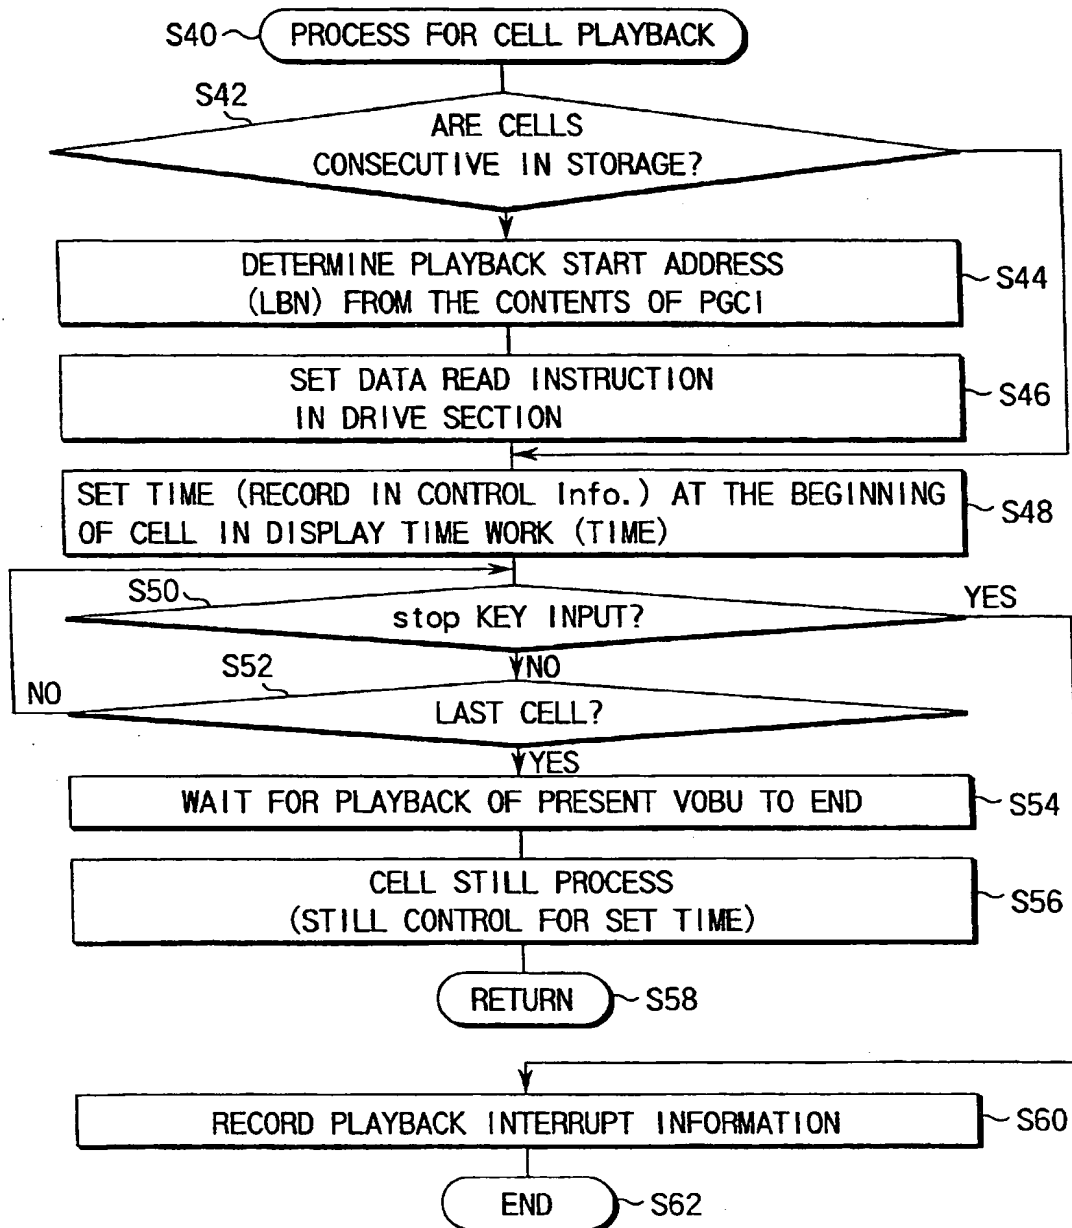 S40
PROCESS FOR CELL PLAYBACK
S42
ARE CELLS
CONSECUTIVE IN STORAGE?
DETERMINE PLAYBACK START ADDRESS
(LBN) FROM THE CONTENTS OF PGCI
S44
SET DATA READ INSTRUCTION
IN DRIVE SECTION
S46
SET TIME (RECORD IN CONTROL Info.) AT THE BEGINNING
OF CELL IN DISPLAY TIME WORK (TIME)
S48
S50
stop KEY INPUT?
YES
NO
S52
NO
LAST CELL?
YES
WAIT FOR PLAYBACK OF PRESENT VOBU TO END
S54
CELL STILL PROCESS
(STILL CONTROL FOR SET TIME)
S56
RETURN
S58
RECORD PLAYBACK INTERRUPT INFORMATION
S60
END
S62